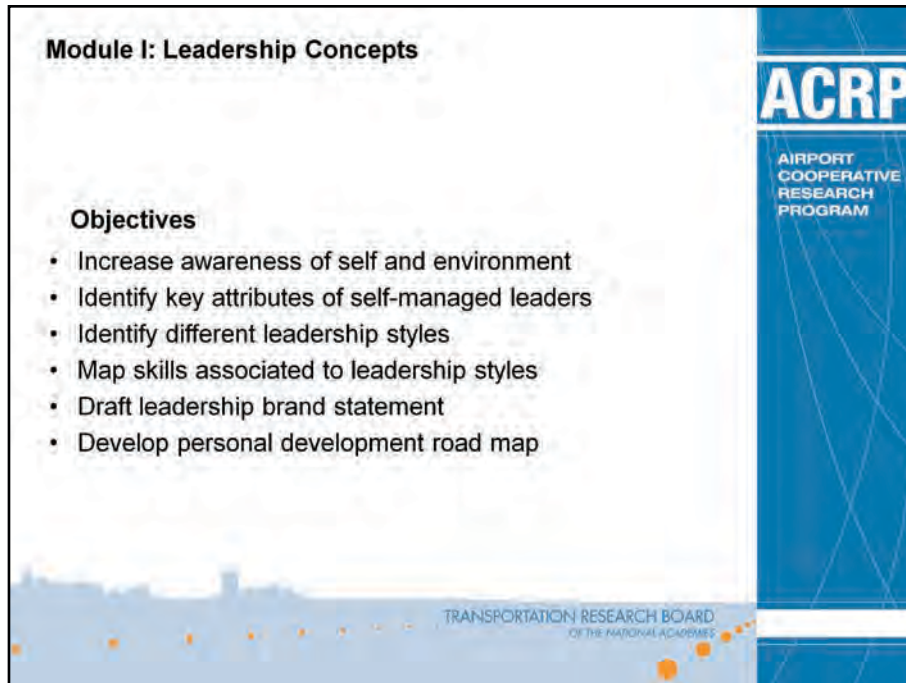 Module I: Leadership Concepts
Objectives
• Increase awareness of self and environment
• Identify key attributes of self-managed leaders
• Identify different leadership styles
• Map skills associated to leadership styles
• Draft leadership brand statement
• Develop personal development road map
ACRP
AIRPORT
COOPERATIVE
RESEARCH
PROGRAM
TRANSPORTATION RESEARCH BOARD
OF THE NATIONAL ACADEMIES